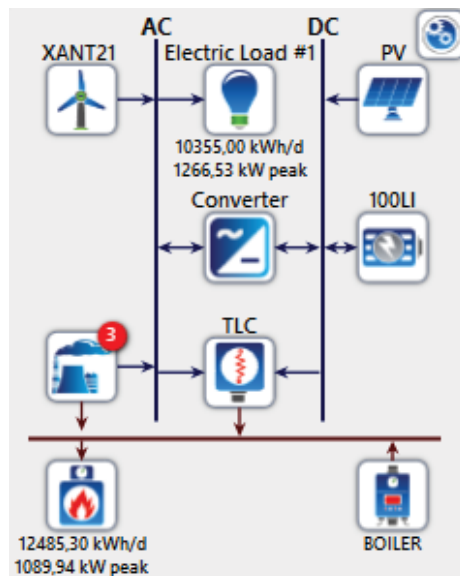 AC DC
XANT21 Electric Load #1 PV
10355,00 kWh/d
1266,53 kW peak
Converter 100LI
3 TLC
12485,30 kWh/d BOILER
1089,94 kW peak